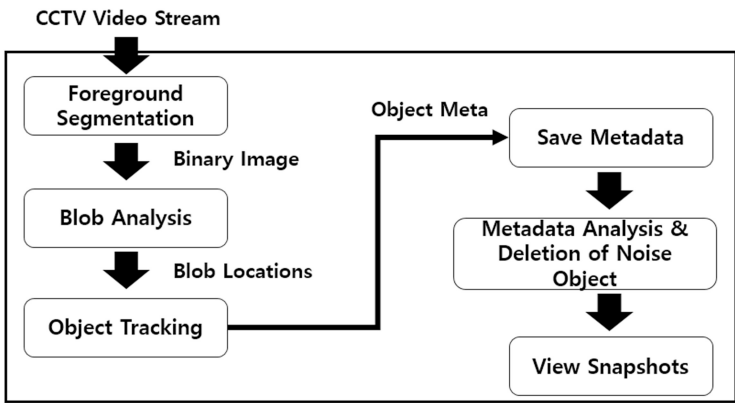 CCTV Video Stream
Foreground
Segmentation
Binary Image
Blob Analysis
Blob Locations
Object Tracking
Object Meta
Save Metadata
Metadata Analysis &
Deletion of Noise
Object
View Snapshots